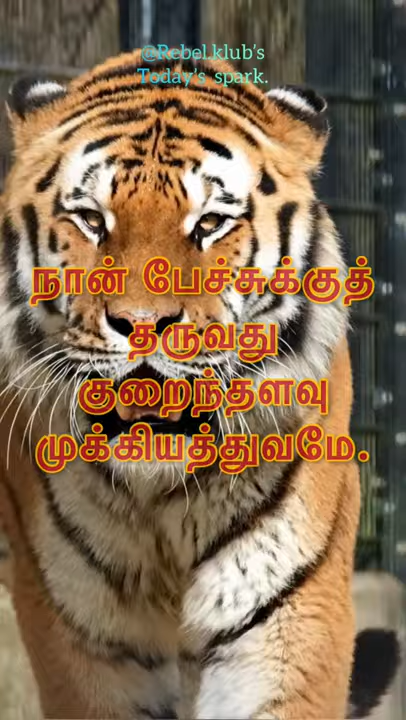 @Rebel.klub's
Today's spark.
நான் பேச்சுக்குத்
தருவது
குறைந்தளவு
முக்கியத்துவமே.